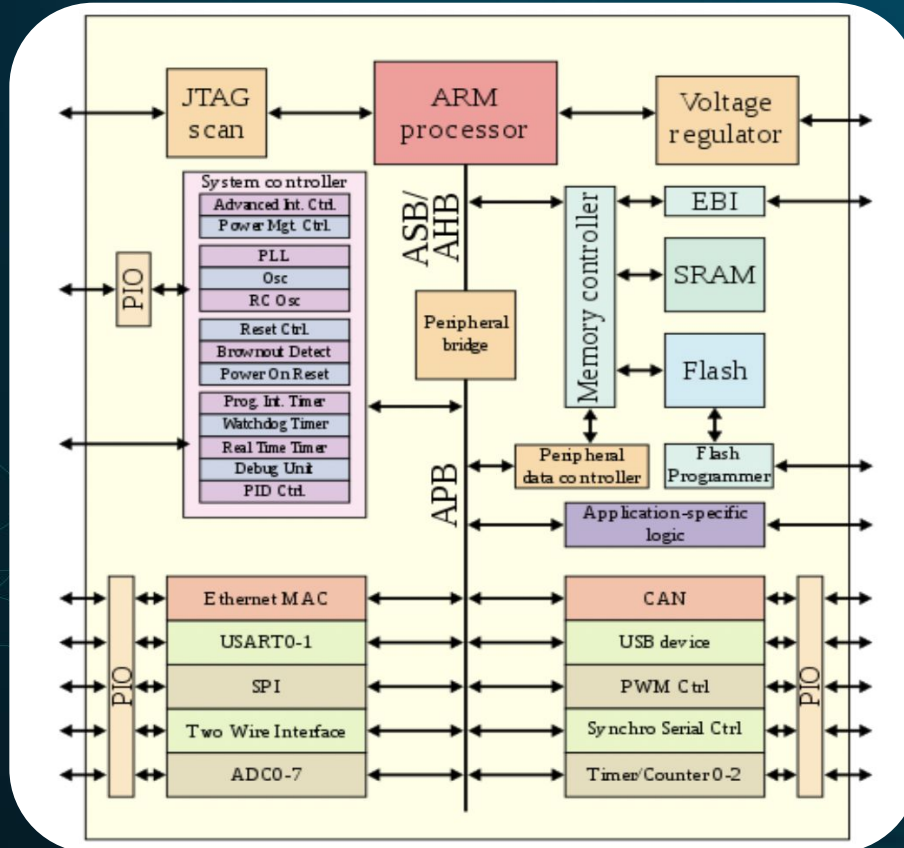 JTAG
scan
ARM
processor
Voltage
regulator
System controller
Advanced Int. Ctrl.
Power Mgt. Ctrl.
PLL
Osc
RC Osc
Reset Ctrl.
Brownout Detect
Power On Reset
Prog. Int. Timer
Watchdog Timer
Real Time Timer
Debug Unit
PID Ctrl.
PIO
ASB/
AHB
Peripheral
bridge
APB
Memory controller
EBI
SRAM
Flash
Peripheral
data controller
Flash
Programmer
Application-specific
logic
PIO
Ethernet MAC
USART0-1
SPI
Two Wire Interface
ADC0-7
CAN
USB device
PWM Ctrl
Synchro Serial Ctrl
Timer/Counter 0-2
PIO